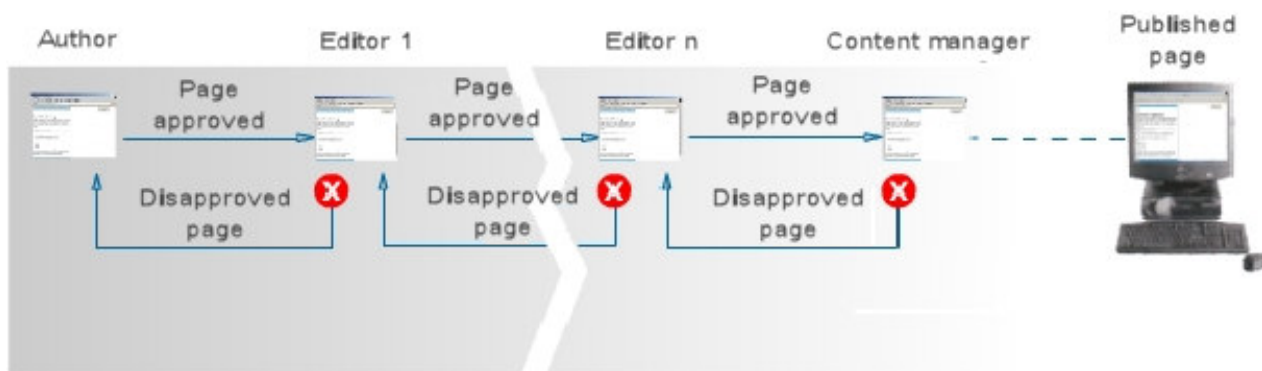 Author
Editor 1
Editor n
Content manager
Published
page
Page
approved
Page
approved
Page
approved
Disapproved
page
Disapproved
page
Disapproved
page